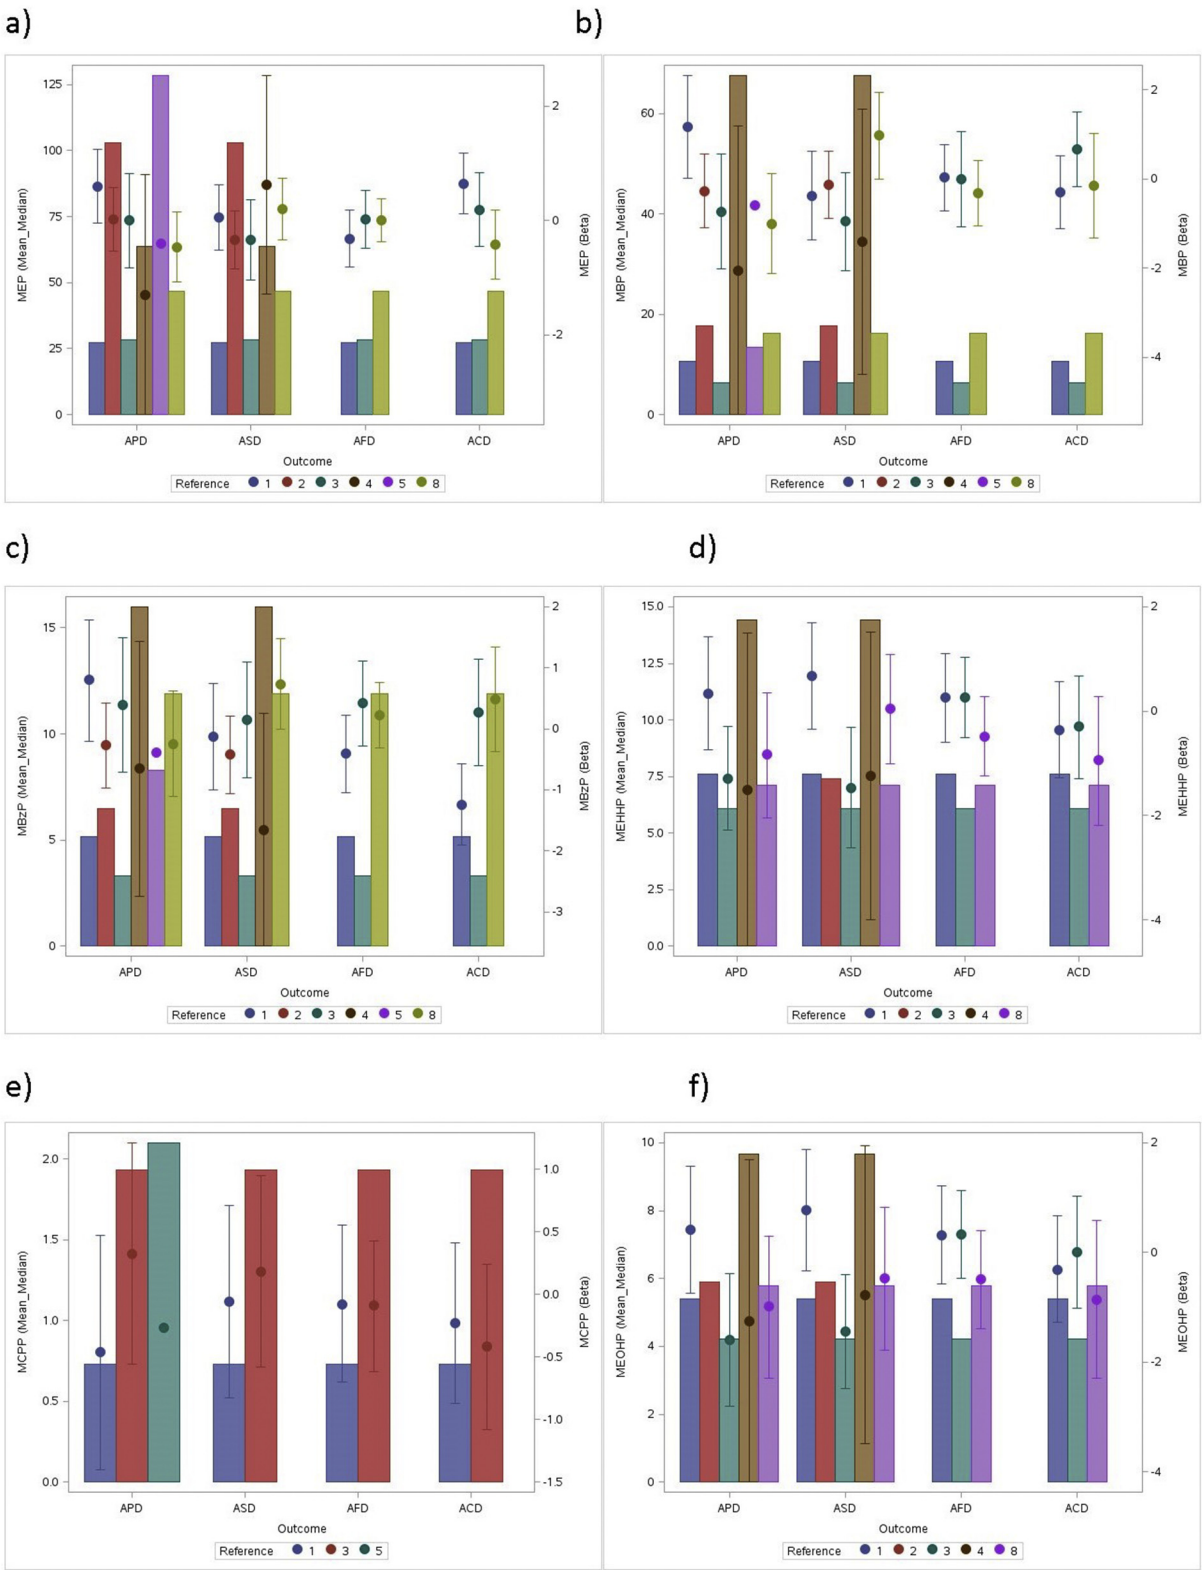 a)
b)
125
100
75
50
25
0
MEP (Mean_Median)
2
0
-2
MEP (Beta)
APD ASD AFD ACD
Outcome
Reference 1 2 3 4 5 8
60
40
20
0
MBP (Mean_Median)
2
0
-2
-4
MBP (Beta)
APD ASD AFD ACD
Outcome
Reference 1 2 3 4 5 8
c)
d)
15
10
5
0
MBzP (Mean_Median)
2
1
0
-1
-2
-3
MBzP (Beta)
APD ASD AFD ACD
Outcome
Reference 1 2 3 4 5 8
15.0
12.5
10.0
7.5
5.0
2.5
0.0
MEHHP (Mean_Median)
2
0
-2
-4
MEHHP (Beta)
APD ASD AFD ACD
Outcome
Reference 1 2 3 4 8
e)
f)
2.0
1.5
1.0
0.5
0.0
MCPP (Mean_Median)
1.0
0.5
0.0
-0.5
-1.0
-1.5
MCPP (Beta)
APD ASD AFD ACD
Outcome
Reference 1 3 5
10
8
6
4
2
0
MEOHP (Mean_Median)
2
0
-2
-4
MEOHP (Beta)
APD ASD AFD ACD
Outcome
Reference 1 2 3 4 8